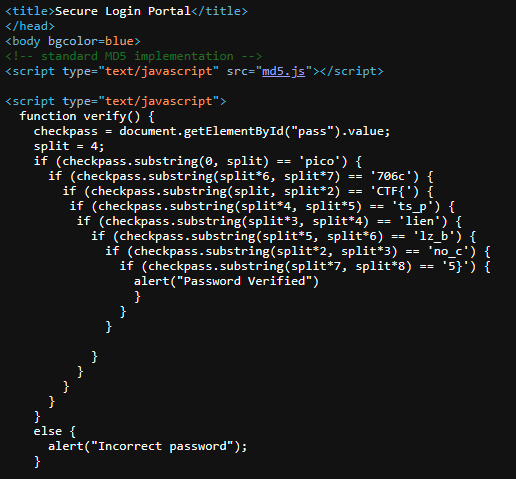 <title>Secure Login Portal</title>
</head>
<body bgcolor=blue>
<!-- standard MD5 implementation -->
<script type="text/javascript" src="md5.js"></script>
<script type="text/javascript">
function verify() {
checkpass = document.getElementById("pass").value;
split = 4;
if (checkpass.substring(0, split) == 'pico') {
if (checkpass.substring(split*6, split*7) == '706c') {
if (checkpass.substring(split, split*2) == 'CTF{') {
if (checkpass.substring(split*4, split*5) == 'ts_p') {
if (checkpass.substring(split*3, split*4) == 'lien') {
if (checkpass.substring(split*5, split*6) == 'lz_b') {
if (checkpass.substring(split*2, split*3) == 'no_c') {
if (checkpass.substring(split*7, split*8) == '5}') {
alert("Password Verified")
}
}
}
}
}
}
}
}
else {
alert("Incorrect password");
}